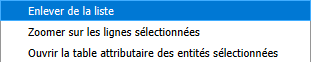 Enlever de la liste
Zoomer sur les lignes sélectionnées
Ouvrir la table attributaire des entités sélectionnées